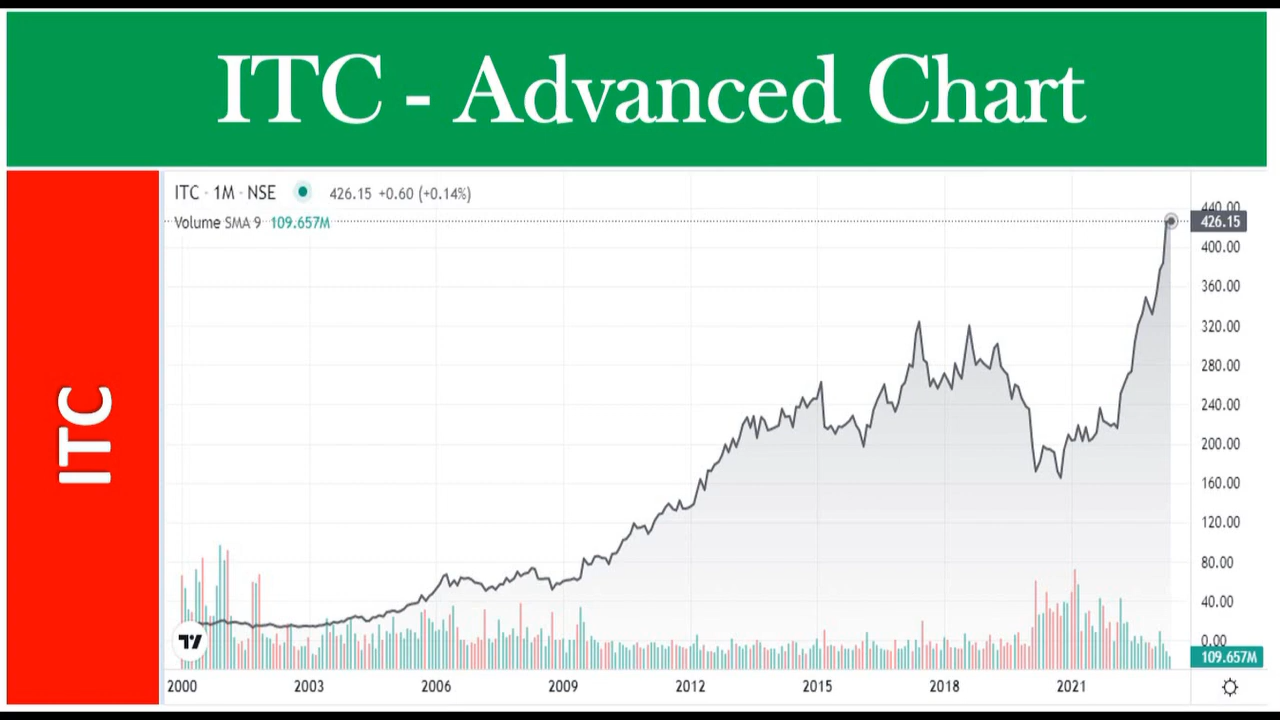 ITC - Advanced Chart
ITC
ITC · 1M · NSE 426.15 +0.60 (+0.14%)
Volume SMA 9 109.657M
440.00
426.15
400.00
360.00
320.00
280.00
240.00
200.00
160.00
120.00
80.00
40.00
0.00
109.657M
2000 2003 2006 2009 2012 2015 2018 2021